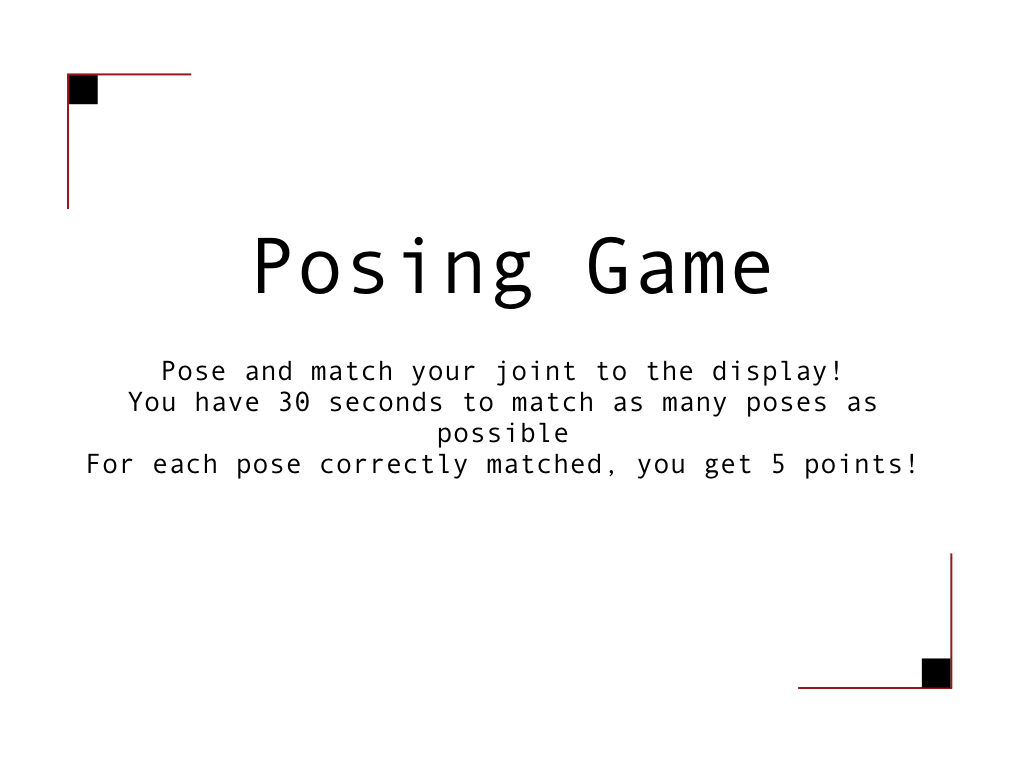 Posing Game
Pose and match your joint to the display!
You have 30 seconds to match as many poses as
possible
For each pose correctly matched, you get 5 points!